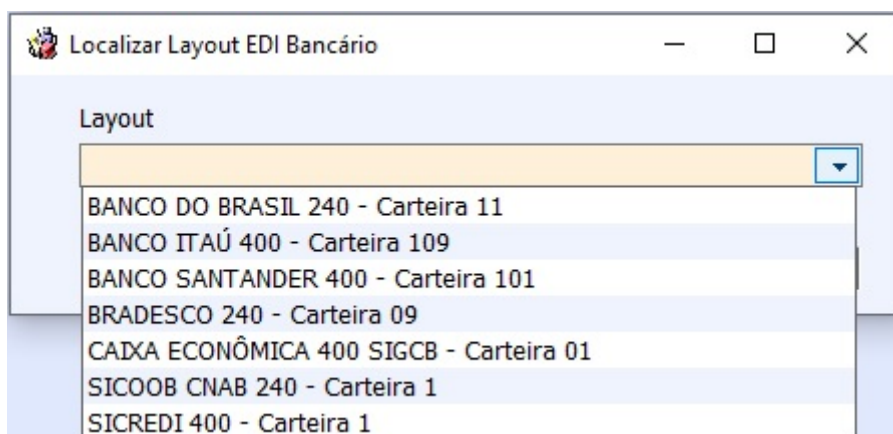 Localizar Layout EDI Bancário
Layout
BANCO DO BRASIL 240 - Carteira 11
BANCO ITAÚ 400 - Carteira 109
BANCO SANTANDER 400 - Carteira 101
BRADESCO 240 - Carteira 09
CAIXA ECONÔMICA 400 SIGCB - Carteira 01
SICOOB CNAB 240 - Carteira 1
SICREDI 400 - Carteira 1